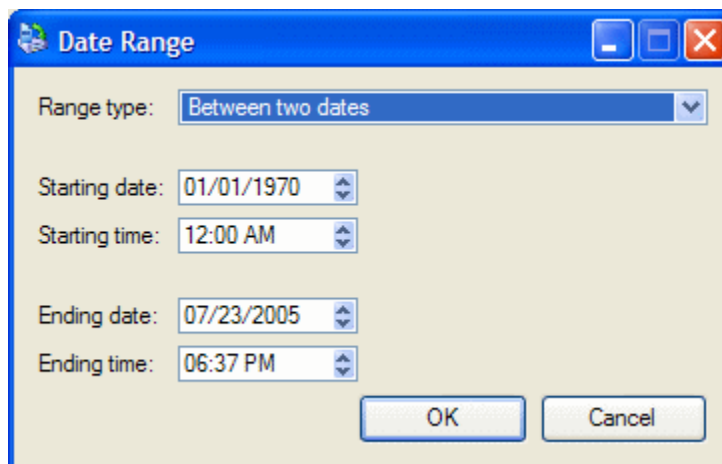 Date Range
Range type: Between two dates
Starting date: 01/01/1970
Starting time: 12:00 AM
Ending date: 07/23/2005
Ending time: 06:37 PM
OK Cancel